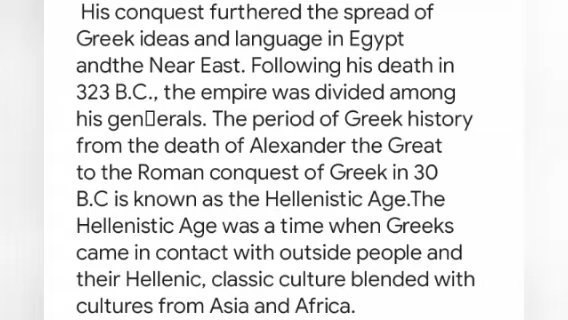 His conquest furthered the spread of
Greek ideas and language in Egypt
andthe Near East. Following his death in
323 B.C., the empire was divided among
his gen▯erals. The period of Greek history
from the death of Alexander the Great
to the Roman conquest of Greek in 30
B.C is known as the Hellenistic Age.The
Hellenistic Age was a time when Greeks
came in contact with outside people and
their Hellenic, classic culture blended with
cultures from Asia and Africa.